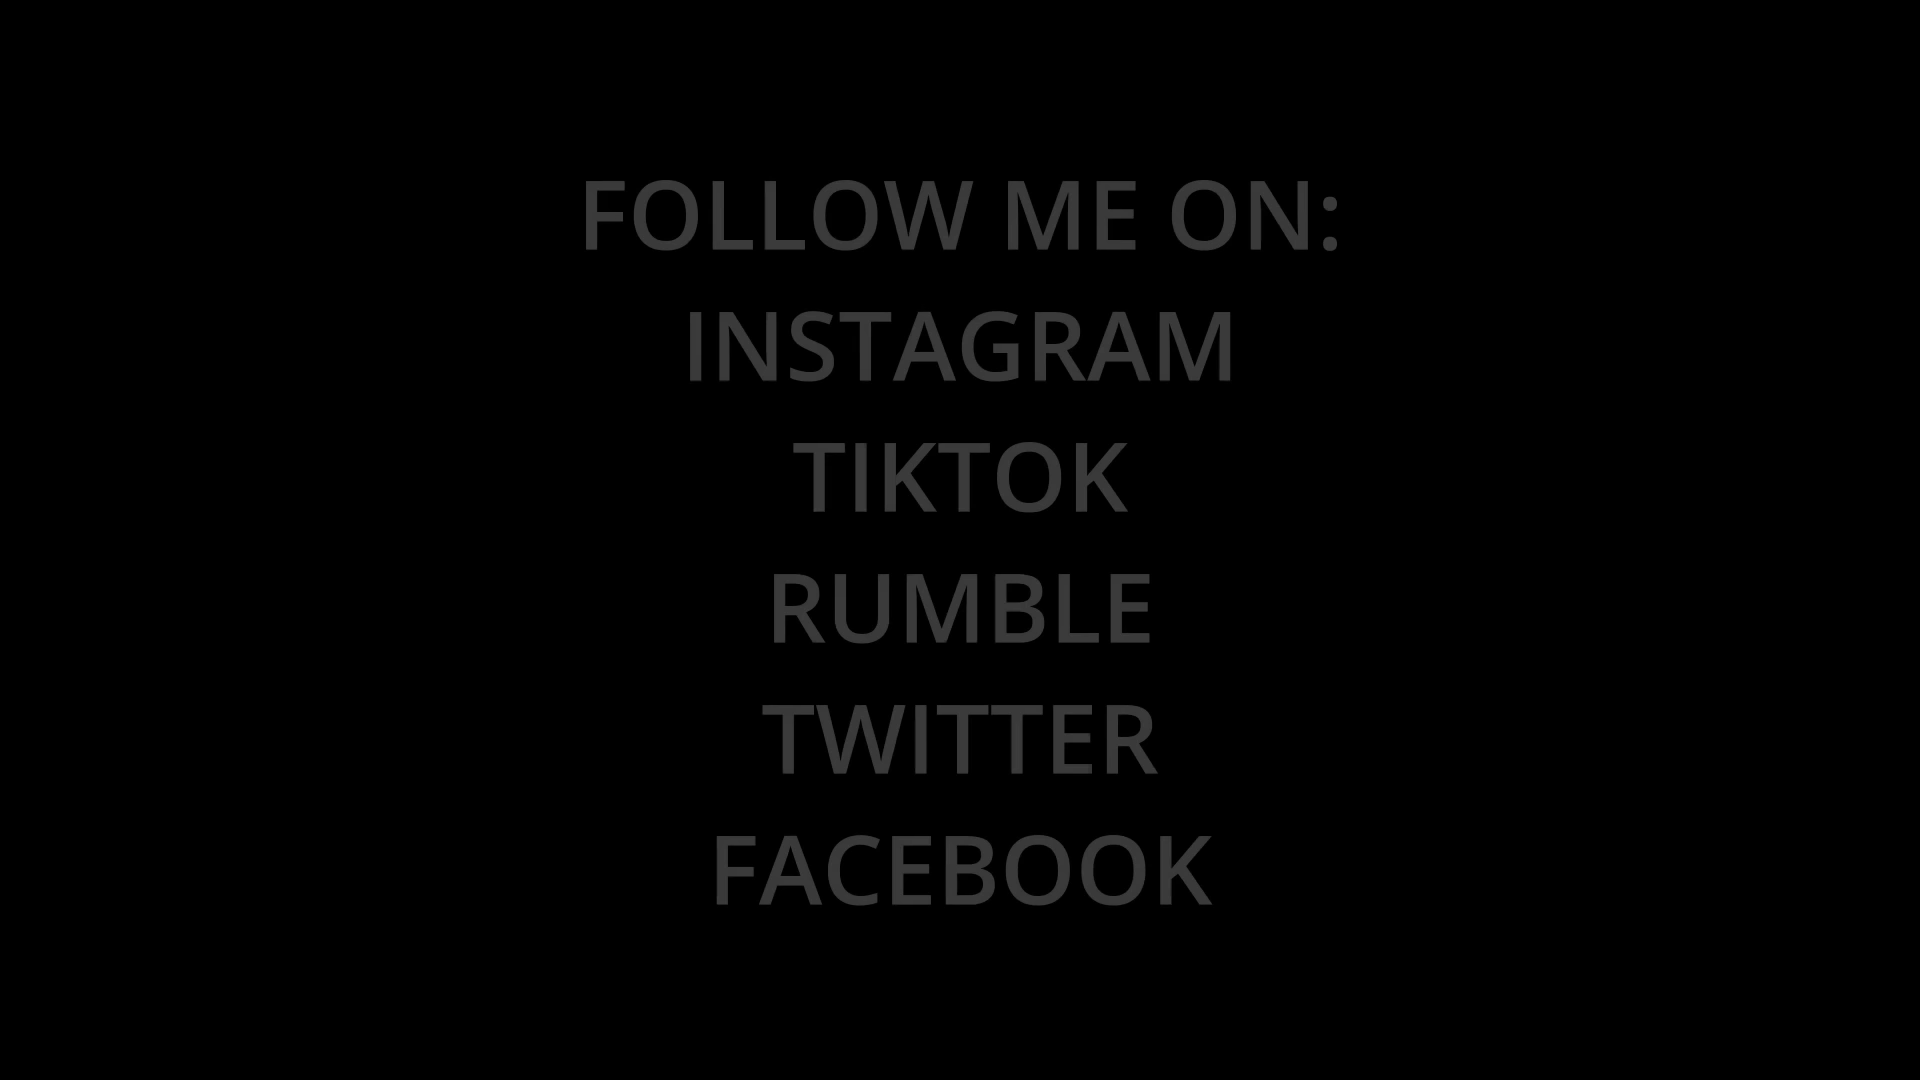 FOLLOW ME ON:
INSTAGRAM
TIKTOK
RUMBLE
TWITTER
FACEBOOK